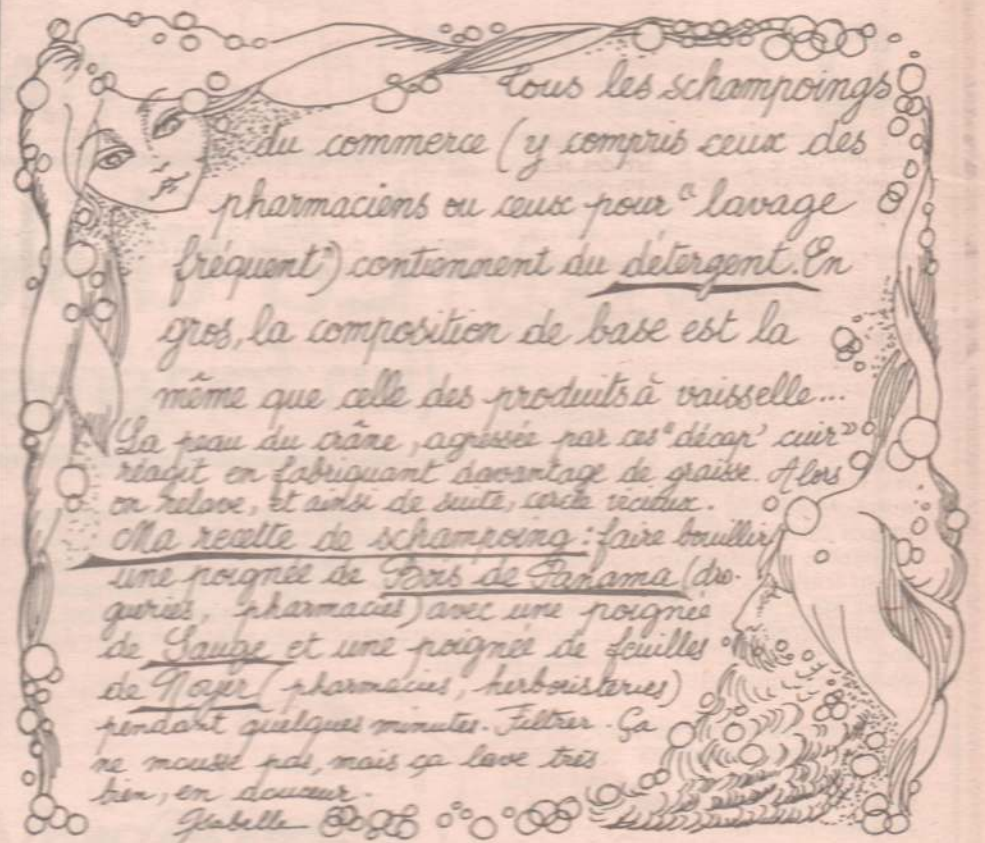 tous les schampoings
du commerce (y compris ceux des
pharmaciens ou ceux pour "lavage
fréquent") contiennent du détergent. En
gros, la composition de base est la
même que celle des produits à vaisselle...
La peau du crâne, agressée par ces "décap' cuir"
réagit en fabriquant davantage de graisse. Alors
on relave, et ainsi de suite, cercle vicieux.
Ma recette de schampoing : faire bouillir
une poignée de Bois de Panama (dro-
gueries, pharmacies) avec une poignée
de Sauge et une poignée de feuilles
de Noyer (pharmacies, herboristeries)
pendant quelques minutes. Filtrer. Ça
ne mousse pas, mais ça lave très
bien, en douceur.
Isabelle